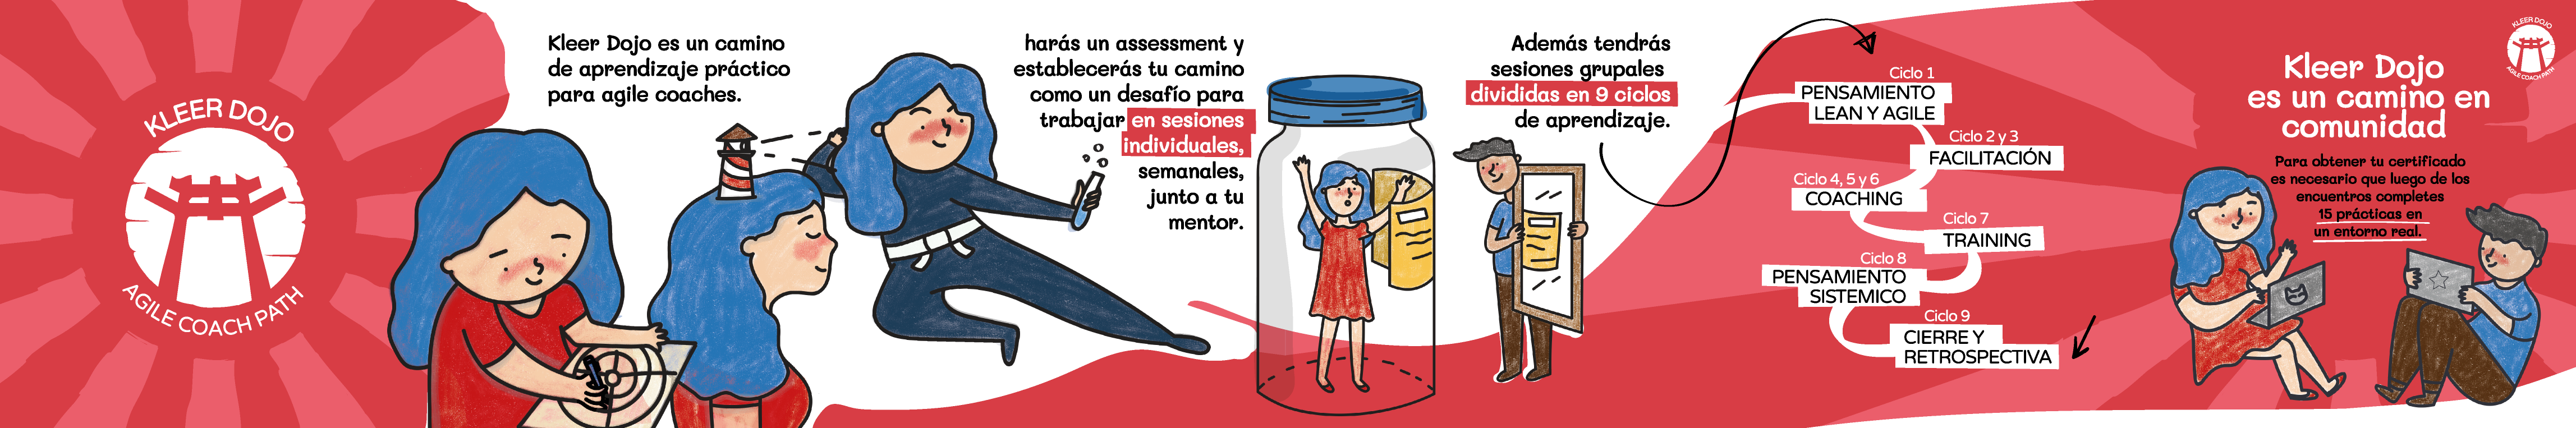 KLEER DOJO
AGILE COACH PATH
Kleer Dojo es un camino
de aprendizaje práctico
para agile coaches.
harás un assessment y
establecerás tu camino
como un desafío para
trabajar en sesiones
individuales,
semanales,
junto a tu
mentor.
Además tendrás
sesiones grupales
divididas en 9 ciclos
de aprendizaje.
Ciclo 1
PENSAMIENTO
LEAN Y AGILE
Ciclo 2 y 3
FACILITACIÓN
Ciclo 4, 5 y 6
COACHING
Ciclo 7
TRAINING
Ciclo 8
PENSAMIENTO
SISTEMICO
Ciclo 9
CIERRE Y
RETROSPECTIVA
Kleer Dojo
es un camino en
comunidad
Para obtener tu certificado
es necesario que luego de los
encuentros completes
15 prácticas en
un entorno real.
KLEER DOJO
AGILE COACH PATH